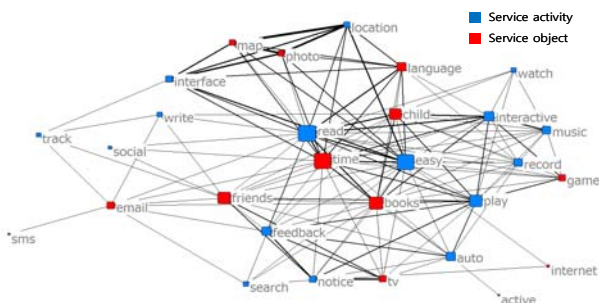 Service activity
Service object
location
map
photo
language
watch
interface
child
write
interactive
read
music
track
social
time
easy
record
game
friends
books
play
email
feedback
sms
auto
internet
search
notice
tv
active